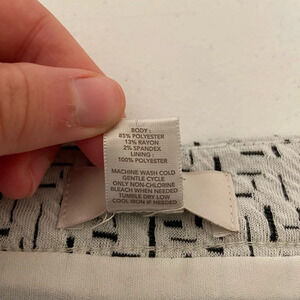 BODY:
85% POLYESTER
13% RAYON
2% SPANDEX
LINING:
100% POLYESTER
MACHINE WASH COLD
GENTLE CYCLE
ONLY NON-CHLORINE
BLEACH WHEN NEEDED
TUMBLE DRY LOW
COOL IRON IF NEEDED